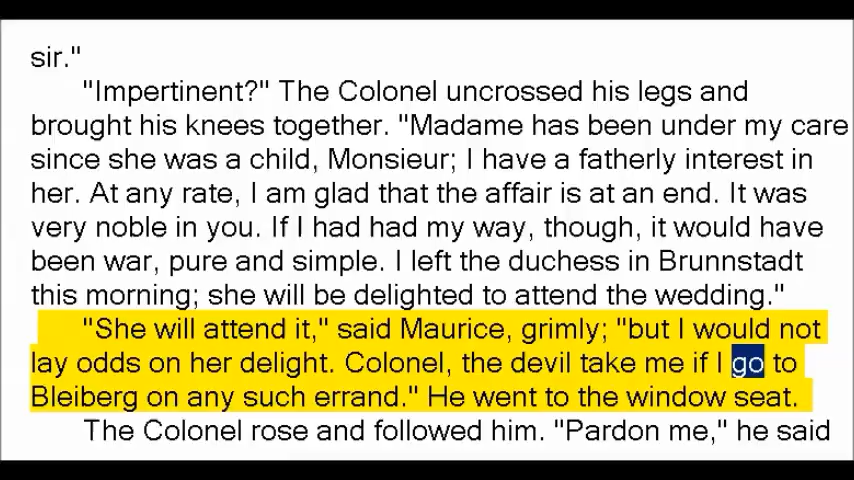 sir."
"Impertinent?" The Colonel uncrossed his legs and
brought his knees together. "Madame has been under my care
since she was a child, Monsieur; I have a fatherly interest in
her. At any rate, I am glad that the affair is at an end. It was
very noble in you. If I had had my way, though, it would have
been war, pure and simple. I left the duchess in Brunnstadt
this morning; she will be delighted to attend the wedding."
"She will attend it," said Maurice, grimly; "but I would not
lay odds on her delight. Colonel, the devil take me if I go to
Bleiberg on any such errand." He went to the window seat.
The Colonel rose and followed him. "Pardon me," he said